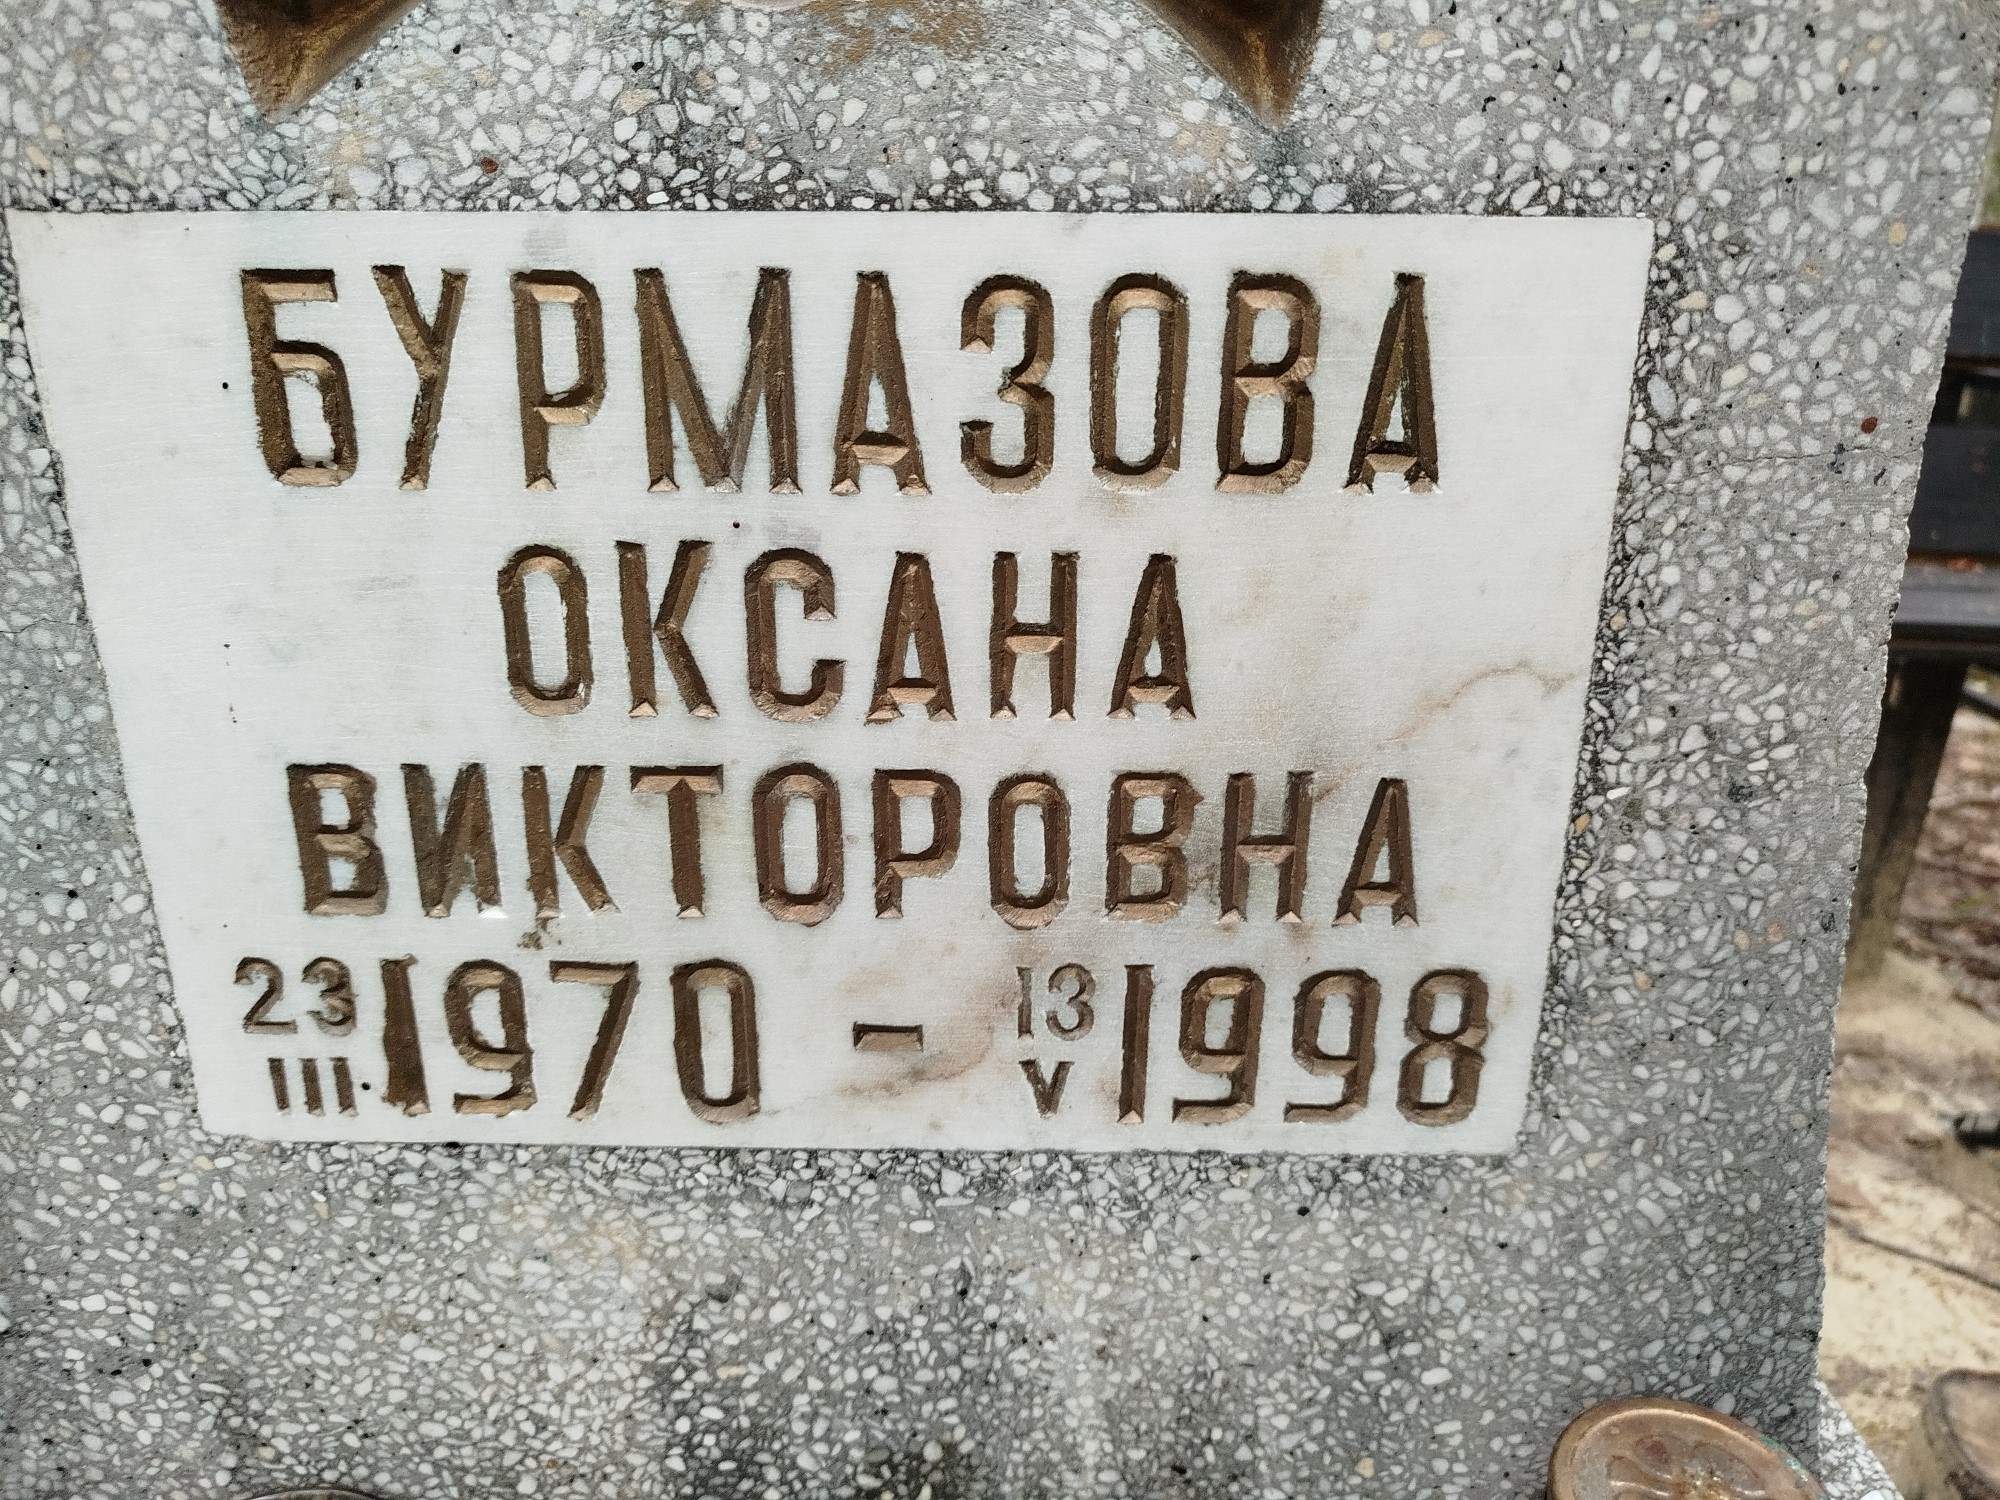 БУРМАЗОВА
ОКСАНА
ВИКТОРОВНА
23 III 1970 - 13 V 1998